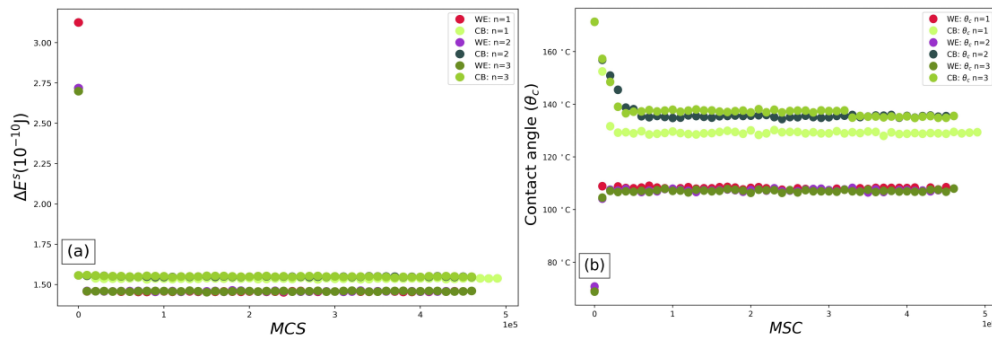 3.00
2.75
2.50
2.25
2.00
1.75
1.50
ΔE^s(10^{-10}J)
WE: n=1
CB: n=1
WE: n=2
CB: n=2
WE: n=3
CB: n=3
(a)
0 1 2 3 4 5
1e5
MCS
160 °C
140 °C
120 °C
100 °C
80 °C
Contact angle (θ_c)
WE: θ_c n=1
CB: θ_c n=1
WE: θ_c n=2
CB: θ_c n=2
WE: θ_c n=3
CB: θ_c n=3
(b)
0 1 2 3 4 5
MSC